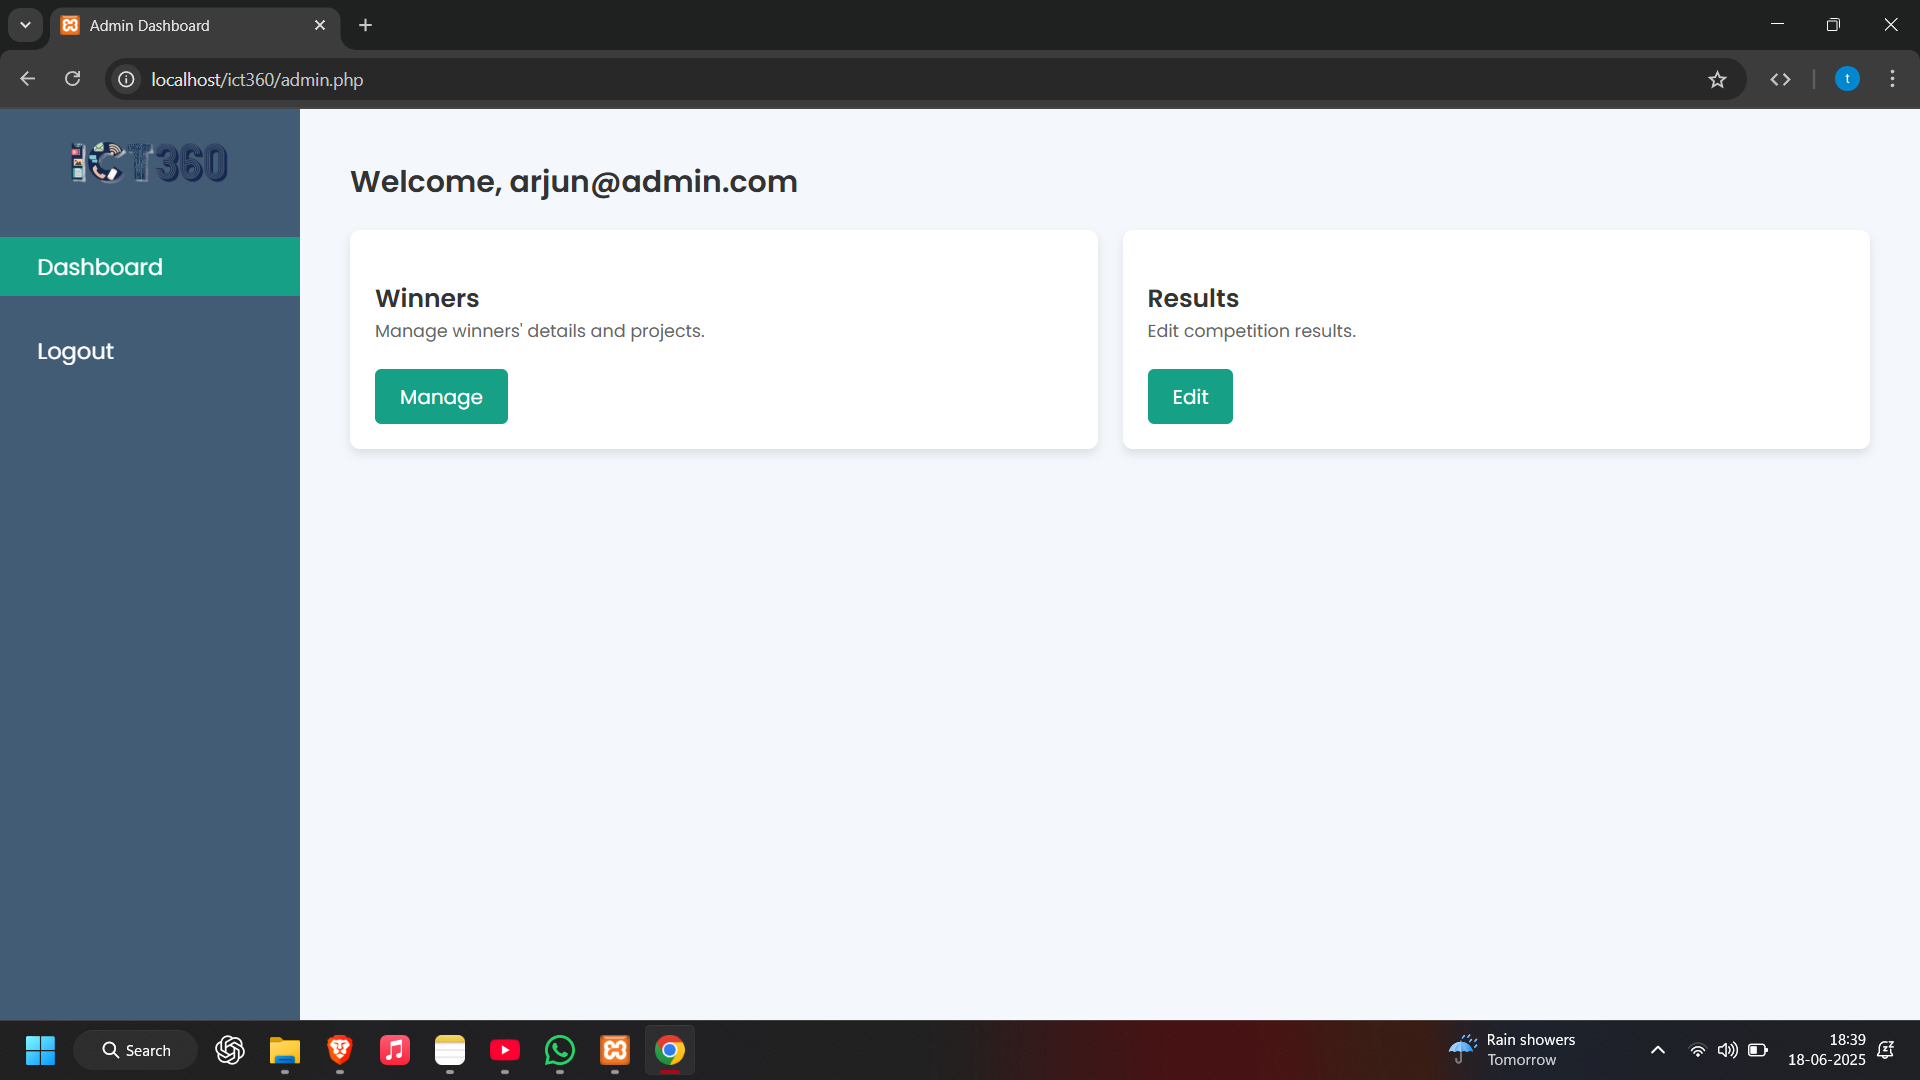 Admin Dashboard
localhost/ict360/admin.php
t
ICT360
Welcome, arjun@admin.com
Dashboard
Logout
Winners
Manage winners' details and projects.
Manage
Results
Edit competition results.
Edit
Search
Rain showers
Tomorrow
18:39
18-06-2025